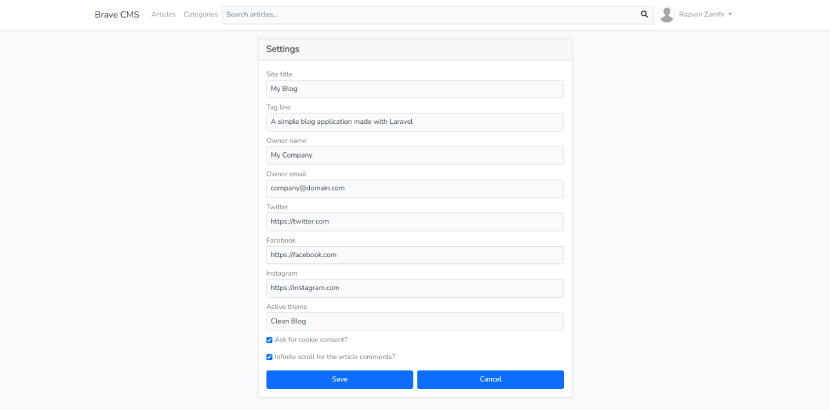 Brave CMS Articles Categories Search articles... Razvan Zamfir
Settings
Site title
My Blog
Tag line
A simple blog application made with Laravel
Owner name
My Company
Owner email
company@domain.com
Twitter
https://twitter.com
Facebook
https://facebook.com
Instagram
https://instagram.com
Active theme
Clean Blog
Ask for cookie consent?
Infinite scroll for the article comments?
Save Cancel